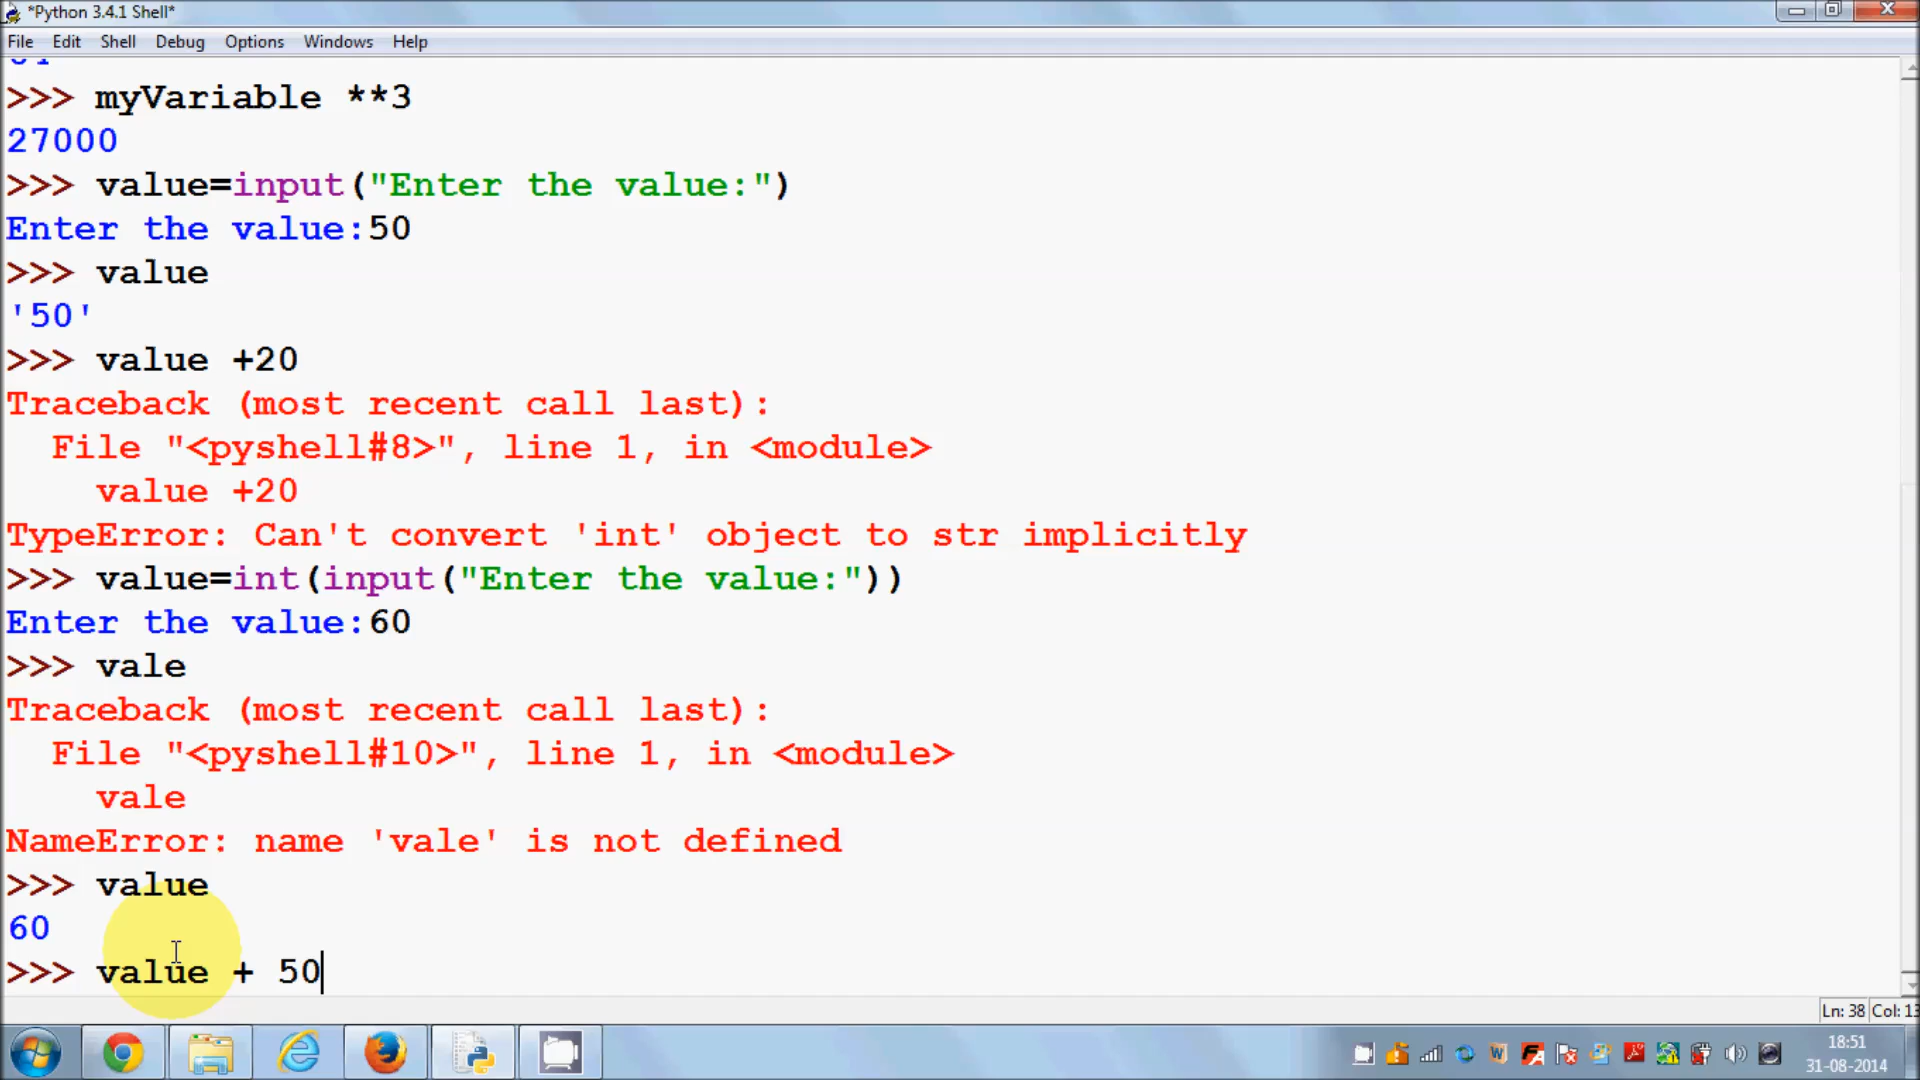 *Python 3.4.1 Shell*
File Edit Shell Debug Options Windows Help
>>> myVariable **3
27000
>>> value=input("Enter the value:")
Enter the value:50
>>> value
'50'
>>> value +20
Traceback (most recent call last):
  File "<pyshell#8>", line 1, in <module>
    value +20
TypeError: Can't convert 'int' object to str implicitly
>>> value=int(input("Enter the value:"))
Enter the value:60
>>> vale
Traceback (most recent call last):
  File "<pyshell#10>", line 1, in <module>
    vale
NameError: name 'vale' is not defined
>>> value
60
>>> value + 50
Ln: 38 Col: 13
18:51
31-08-2014